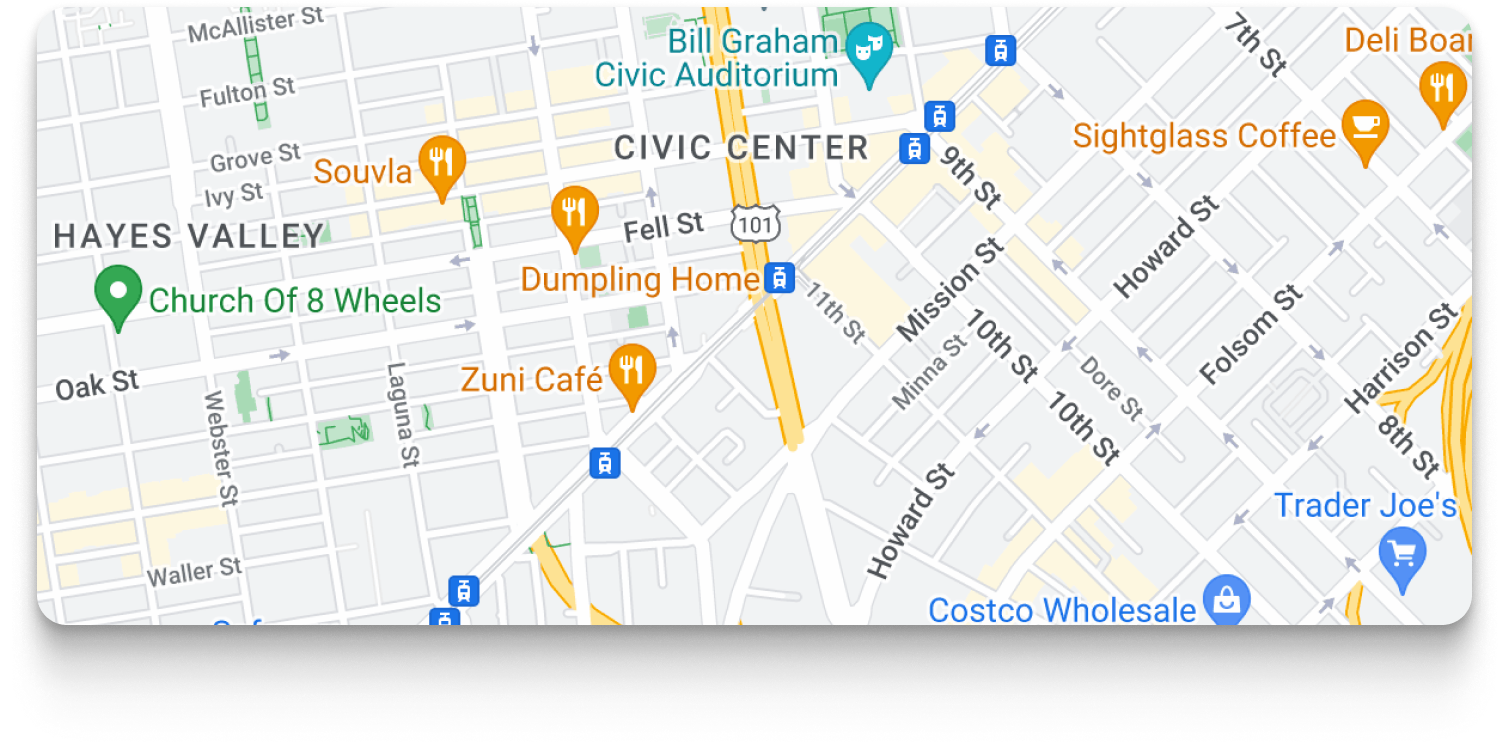 McAllister St
Bill Graham
Civic Auditorium
7th St
Deli Boar
Fulton St
Grove St
Souvla
CIVIC CENTER
Sightglass Coffee
Ivy St
9th St
HAYES VALLEY
Fell St
101
Howard St
Dumpling Home
Mission St
Church Of 8 Wheels
11th St
10th St
Minna St
Folsom St
Harrison St
Oak St
Zuni Café
Laguna St
Dore St
Webster St
10th St
8th St
Howard St
Trader Joe's
Waller St
Costco Wholesale